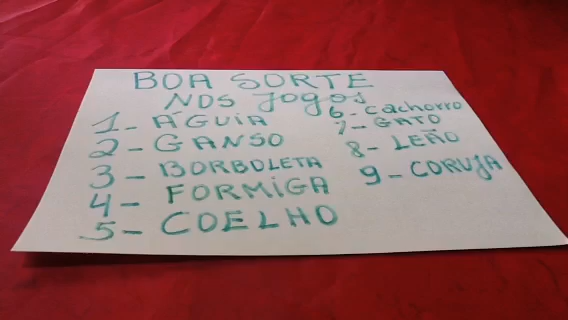 BOA SORTE
NOS jogos
1- ÁGUIA
2- GANSO
3- BORBOLETA
4- FORMIGA
5- COELHO
6- Cachorro
7- GATO
8- LEÃO
9- CORUJA